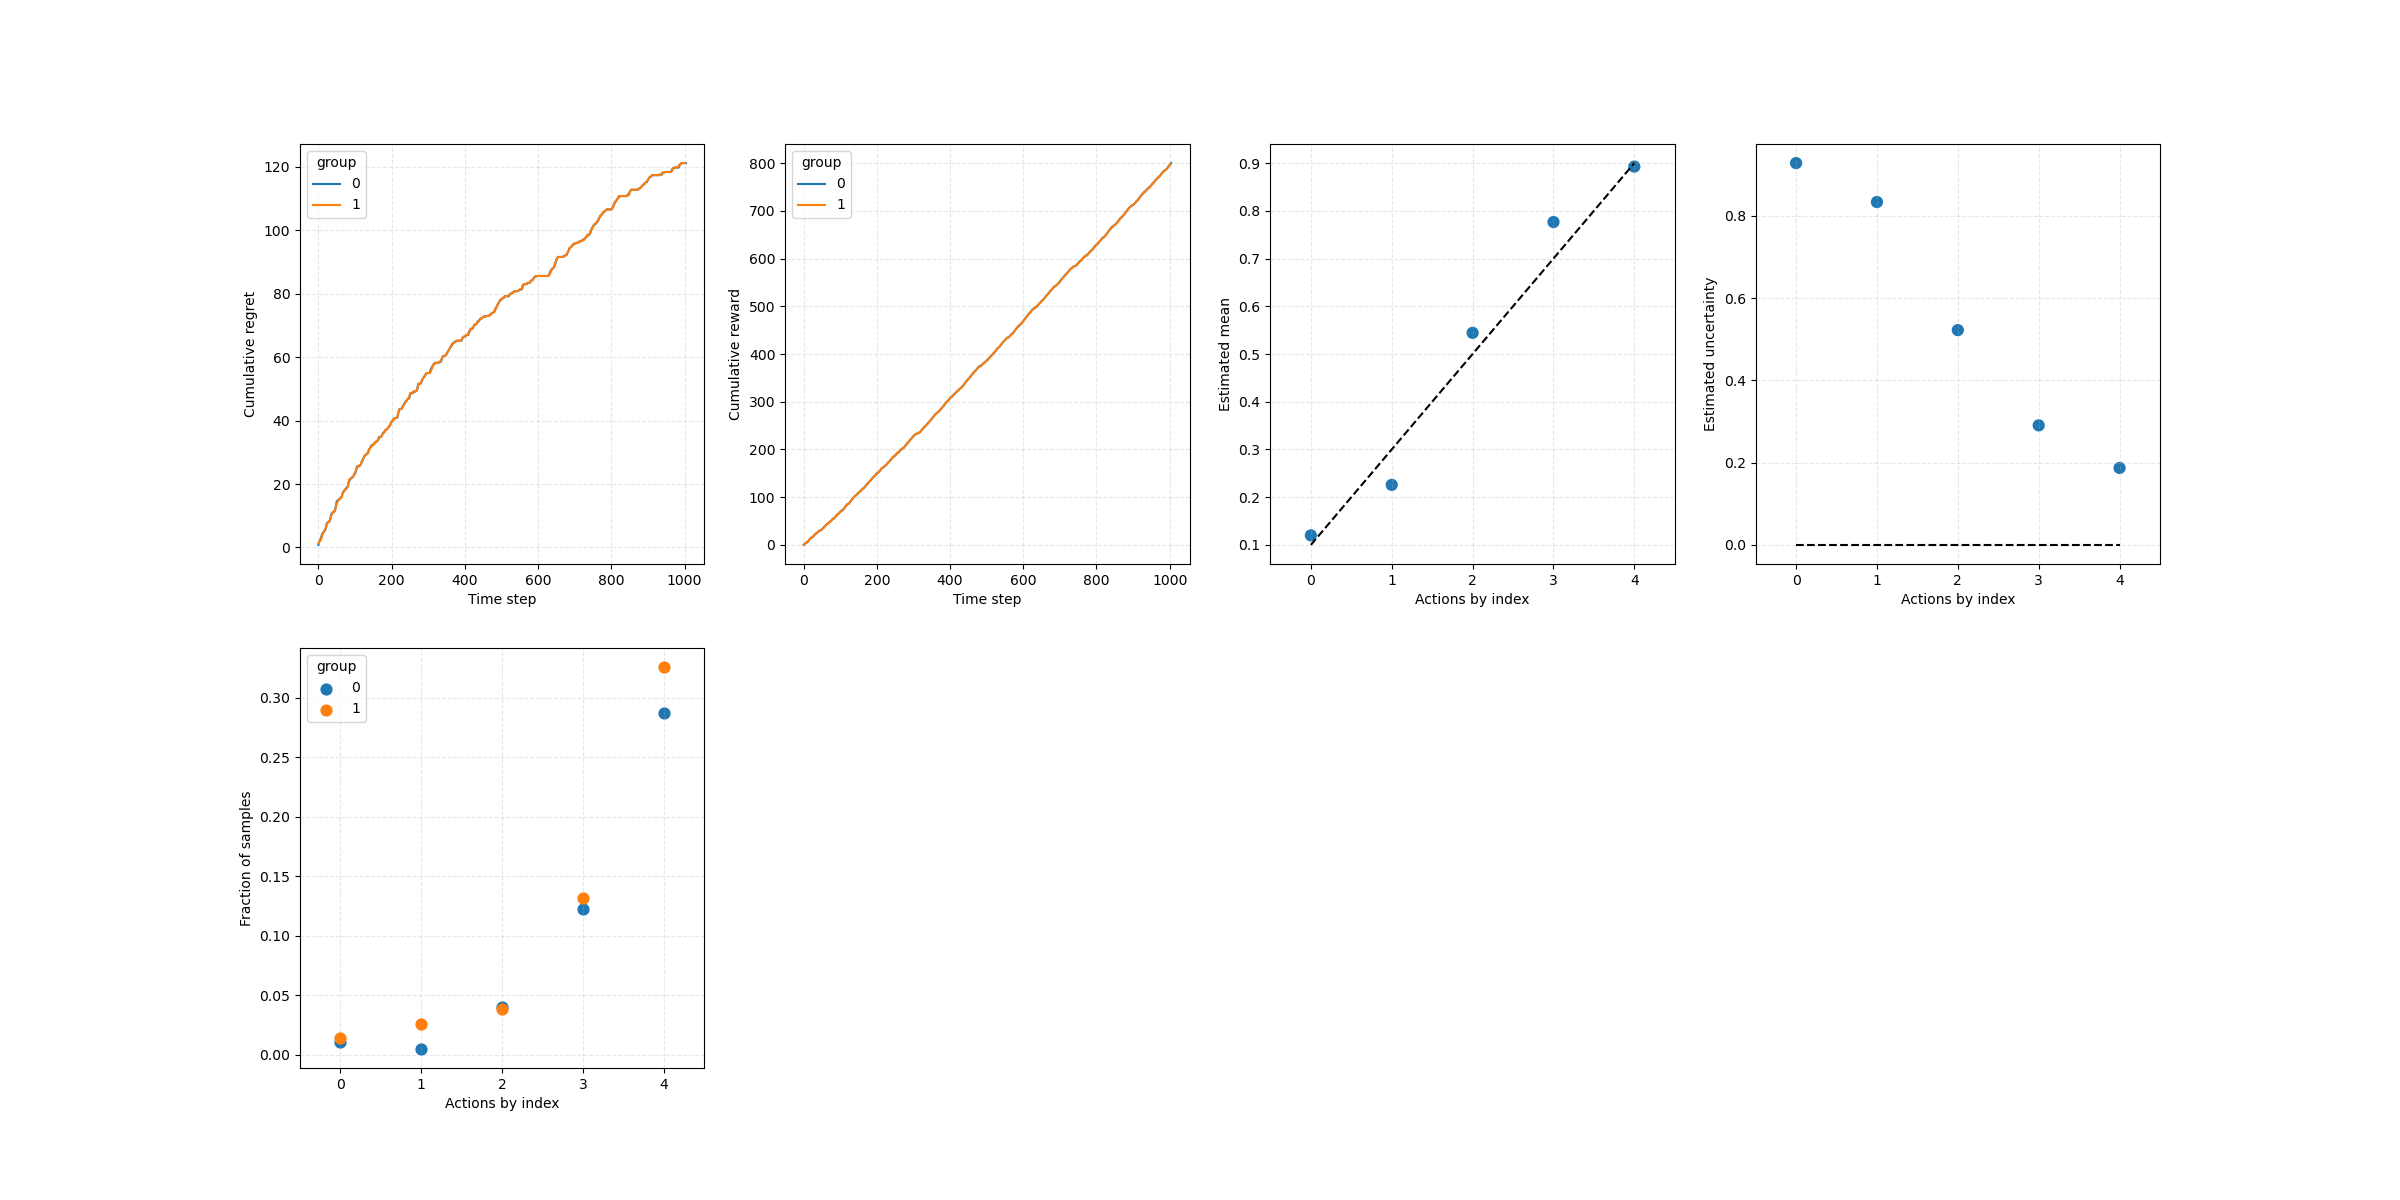 group
0
1
120
100
80
60
40
20
0
Cumulative regret
0 200 400 600 800 1000
Time step
group
0
1
800
700
600
500
400
300
200
100
0
Cumulative reward
0 200 400 600 800 1000
Time step
0.9
0.8
0.7
0.6
0.5
0.4
0.3
0.2
0.1
Estimated mean
0 1 2 3 4
Actions by index
0.8
0.6
0.4
0.2
0.0
Estimated uncertainty
0 1 2 3 4
Actions by index
group
0
1
0.30
0.25
0.20
0.15
0.10
0.05
0.00
Fraction of samples
0 1 2 3 4
Actions by index